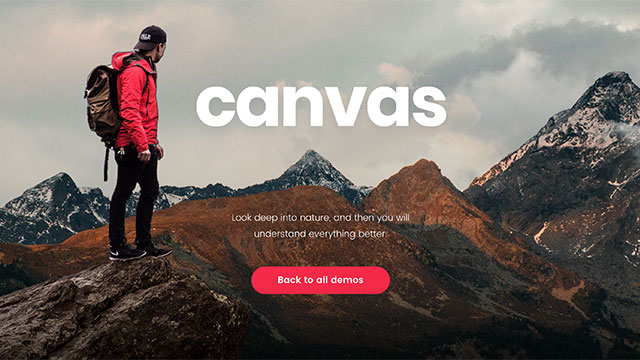 canvas
Look deep into nature, and then you will
understand everything better.
Back to all demos